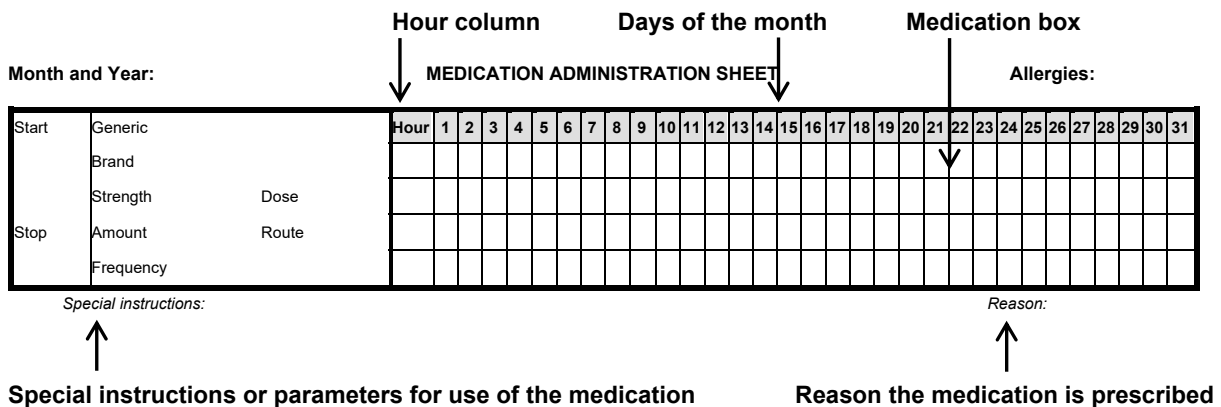 Hour column Days of the month Medication box
Month and Year: MEDICATION ADMINISTRATION SHEET Allergies:
Start Generic Hour 1 2 3 4 5 6 7 8 9 10 11 12 13 14 15 16 17 18 19 20 21 22 23 24 25 26 27 28 29 30 31
Brand
Strength Dose
Stop Amount Route
Frequency
Special instructions: Reason:
Special instructions or parameters for use of the medication Reason the medication is prescribed